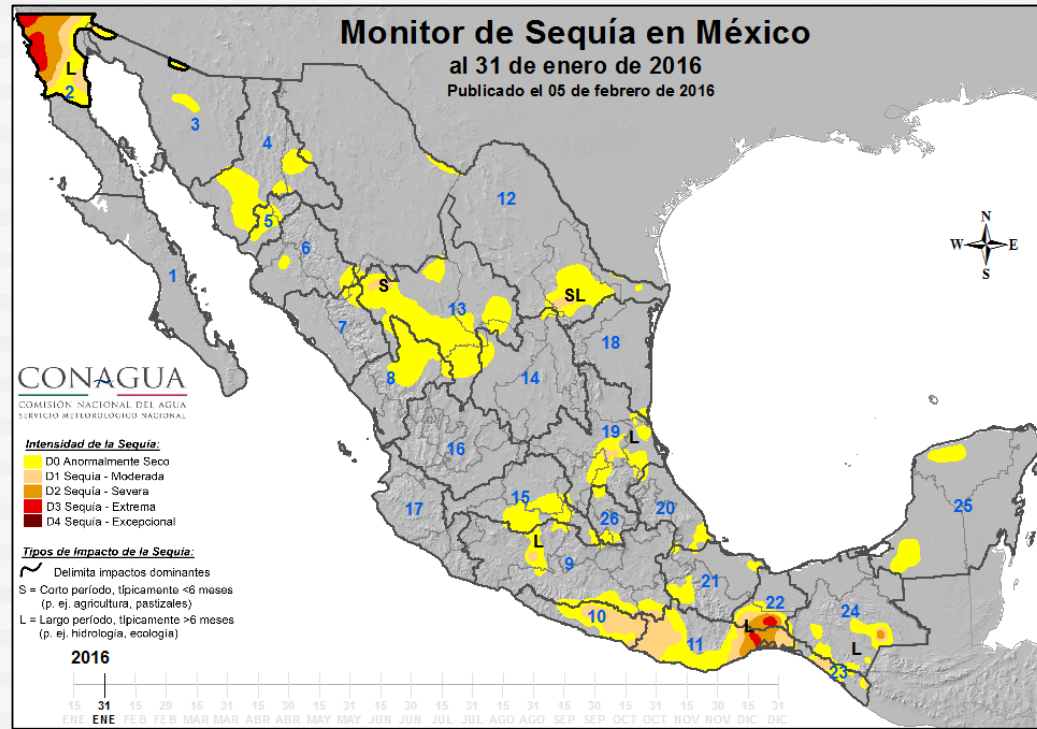 Monitor de Sequía en México
al 31 de enero de 2016
Publicado el 05 de febrero de 2016
L
2
3
4
12
5
6
N
W E
S
1
S
SL
13
7
18
8
14
CONAGUA
COMISIÓN NACIONAL DEL AGUA
SERVICIO METEOROLÓGICO NACIONAL
19
L
16
Intensidad de la Sequía:
D0 Anormalmente Seco
D1 Sequía - Moderada
D2 Sequía - Severa
D3 Sequía - Extrema
D4 Sequía - Excepcional
15
17
25
20
26
L
9
Tipos de Impacto de la Sequía:
Delimita impactos dominantes
S = Corto período, típicamente <6 meses
(p. ej. agricultura, pastizales)
L = Largo período, típicamente >6 meses
(p. ej. hidrología, ecología)
21
22
24
10
L
11
L
23
2016
15 31 15 29 15 31 15 30 15 31 15 30 15 31 15 31 15 30 15 31 15 30 15 31
ENE ENE FEB FEB MAR MAR ABR ABR MAY MAY JUN JUN JUL JUL AGO AGO SEP SEP OCT OCT NOV NOV DIC DIC